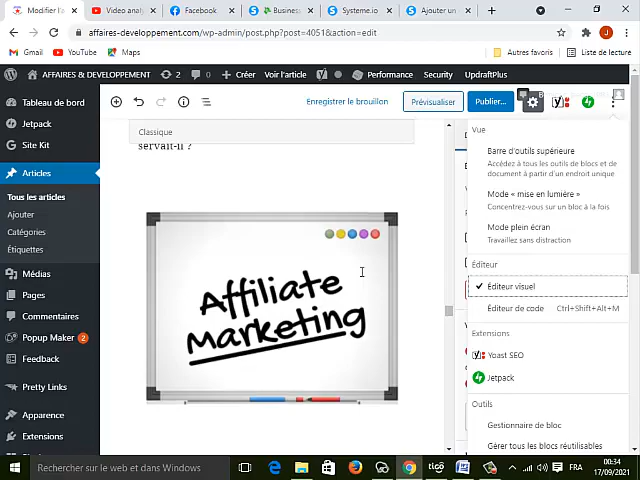 Modifier l'a
Video analy
Facebook
Business
Systeme.io
Ajouter un
affaires-developpement.com/wp-admin/post.php?post=4051&action=edit
Gmail
YouTube
Maps
Autres favoris
Liste de lecture
AFFAIRES & DEVELOPPEMENT
2
0
Créer
Voir l'article
Performance
Security
UpdraftPlus
Tableau de bord
Jetpack
Site Kit
Articles
Tous les articles
Ajouter
Catégories
Étiquettes
Médias
Pages
Commentaires
Popup Maker 2
Feedback
Pretty Links
Apparence
Extensions
Enregistrer le brouillon
Prévisualiser
Publier...
Classique
servait-il ?
Affiliate
Marketing
Vue
Barre d'outils supérieure
Accédez à tous les outils de blocs et de
document à partir d'un endroit unique
Mode « mise en lumière »
Concentrez-vous sur un bloc à la fois
Mode plein écran
Travaillez sans distraction
Éditeur
Éditeur visuel
Éditeur de code Ctrl+Shift+Alt+M
Extensions
Yoast SEO
Jetpack
Outils
Gestionnaire de bloc
Gérer tous les blocs réutilisables
Rechercher sur le web et dans Windows
tigo
FRA
00:34
17/09/2021